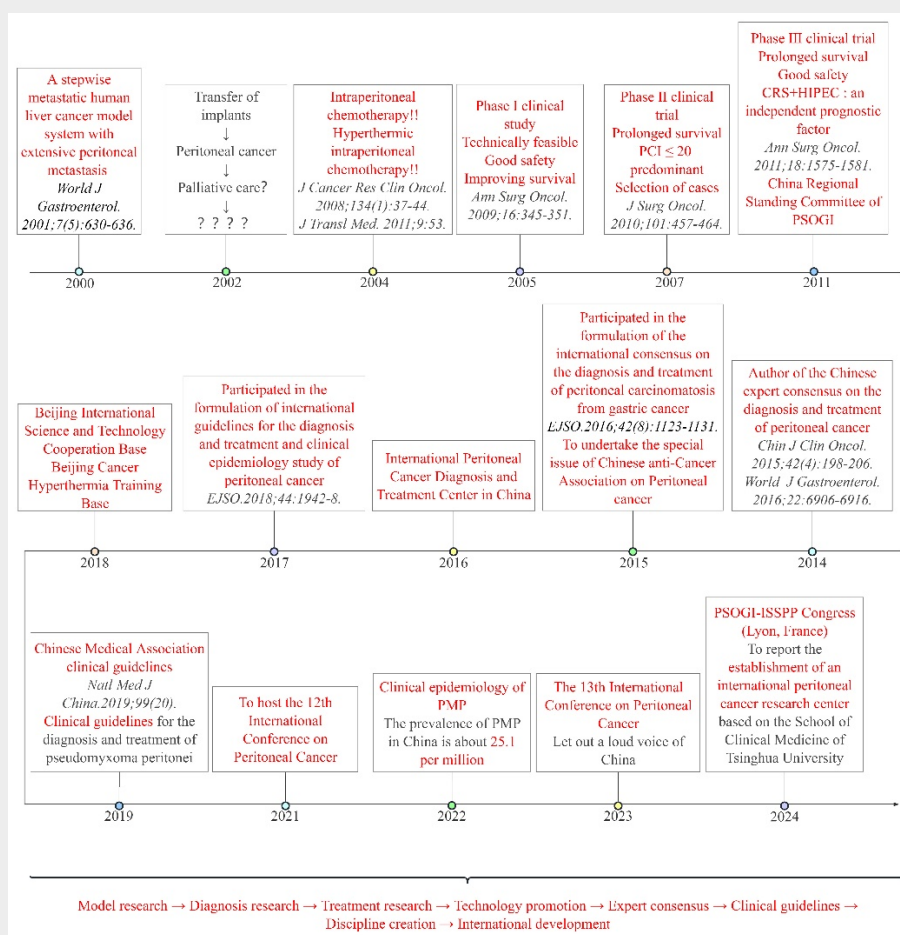 A stepwise
metastatic human
liver cancer model
system with
extensive peritoneal
metastasis
World J
Gastroenterol.
2001;7(5):630-636.
2000
Transfer of
implants
↓
Peritoneal cancer
↓
Palliative care?
↓
? ? ? ?
2002
Intraperitoneal
chemotherapy!!
Hyperthermic
intraperitoneal
chemotherapy!!
J Cancer Res Clin Oncol.
2008;134(1):37-44.
J Transl Med. 2011;9:53.
2004
Phase I clinical
study
Technically feasible
Good safety
Improving survival
Ann Surg Oncol.
2009;16:345-351.
2005
Phase II clinical
trial
Prolonged survival
PCI ≤ 20
predominant
Selection of cases
J Surg Oncol.
2010;101:457-464.
2007
Phase III clinical trial
Prolonged survival
Good safety
CRS+HIPEC : an
independent prognostic
factor
Ann Surg Oncol.
2011;18:1575-1581.
China Regional
Standing Committee of
PSOGI
2011
Beijing International
Science and Technology
Cooperation Base
Beijing Cancer
Hyperthermia Training
Base
2018
Participated in the
formulation of international
guidelines for the diagnosis
and treatment and clinical
epidemiology study of
peritoneal cancer
EJSO.2018;44:1942-8.
2017
International Peritoneal
Cancer Diagnosis and
Treatment Center in China
2016
Participated in the
formulation of the
international consensus on
the diagnosis and treatment
of peritoneal carcinomatosis
from gastric cancer
EJSO.2016;42(8):1123-1131.
To undertake the special
issue of Chinese anti-Cancer
Association on Peritoneal
cancer
2015
Author of the Chinese
expert consensus on the
diagnosis and treatment
of peritoneal cancer
Chin J Clin Oncol.
2015;42(4):198-206.
World J Gastroenterol.
2016;22:6906-6916.
2014
Chinese Medical Association
clinical guidelines
Natl Med J
China.2019;99(20).
Clinical guidelines for the
diagnosis and treatment of
pseudomyxoma peritonei
2019
To host the 12th
International
Conference on
Peritoneal Cancer
2021
Clinical epidemiology of
PMP
The prevalence of PMP
in China is about 25.1
per million
2022
The 13th International
Conference on Peritoneal
Cancer
Let out a loud voice of
China
2023
PSOGI-ISSPP Congress
(Lyon, France)
To report the
establishment of an
international peritoneal
cancer research center
based on the School of
Clinical Medicine of
Tsinghua University
2024
Model research → Diagnosis research → Treatment research → Technology promotion → Expert consensus → Clinical guidelines →
Discipline creation → International development